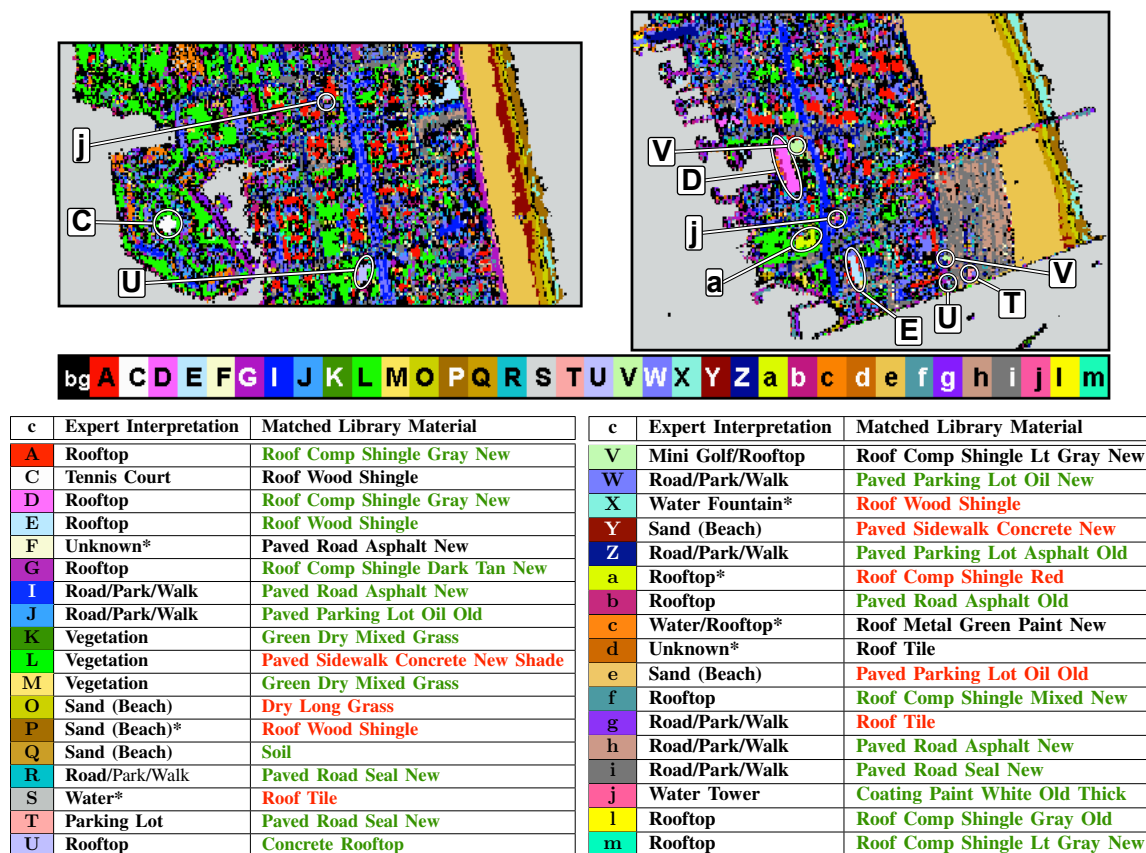 j
C
U
V
D
j
a
E
V
U
T
bg A C D E F G I J K L M O P Q R S T U V W X Y Z a b c d e f g h i j l m
c Expert Interpretation Matched Library Material
A Rooftop Roof Comp Shingle Gray New
C Tennis Court Roof Wood Shingle
D Rooftop Roof Comp Shingle Gray New
E Rooftop Roof Wood Shingle
F Unknown* Paved Road Asphalt New
G Rooftop Roof Comp Shingle Dark Tan New
I Road/Park/Walk Paved Road Asphalt New
J Road/Park/Walk Paved Parking Lot Oil Old
K Vegetation Green Dry Mixed Grass
L Vegetation Paved Sidewalk Concrete New Shade
M Vegetation Green Dry Mixed Grass
O Sand (Beach) Dry Long Grass
P Sand (Beach)* Roof Wood Shingle
Q Sand (Beach) Soil
R Road/Park/Walk Paved Road Seal New
S Water* Roof Tile
T Parking Lot Paved Road Seal New
U Rooftop Concrete Rooftop
c Expert Interpretation Matched Library Material
V Mini Golf/Rooftop Roof Comp Shingle Lt Gray New
W Road/Park/Walk Paved Parking Lot Oil New
X Water Fountain* Roof Wood Shingle
Y Sand (Beach) Paved Sidewalk Concrete New
Z Road/Park/Walk Paved Parking Lot Asphalt Old
a Rooftop* Roof Comp Shingle Red
b Rooftop Paved Road Asphalt Old
c Water/Rooftop* Roof Metal Green Paint New
d Unknown* Roof Tile
e Sand (Beach) Paved Parking Lot Oil Old
f Rooftop Roof Comp Shingle Mixed New
g Road/Park/Walk Roof Tile
h Road/Park/Walk Paved Road Asphalt New
i Road/Park/Walk Paved Road Seal New
j Water Tower Coating Paint White Old Thick
l Rooftop Roof Comp Shingle Gray Old
m Rooftop Roof Comp Shingle Lt Gray New